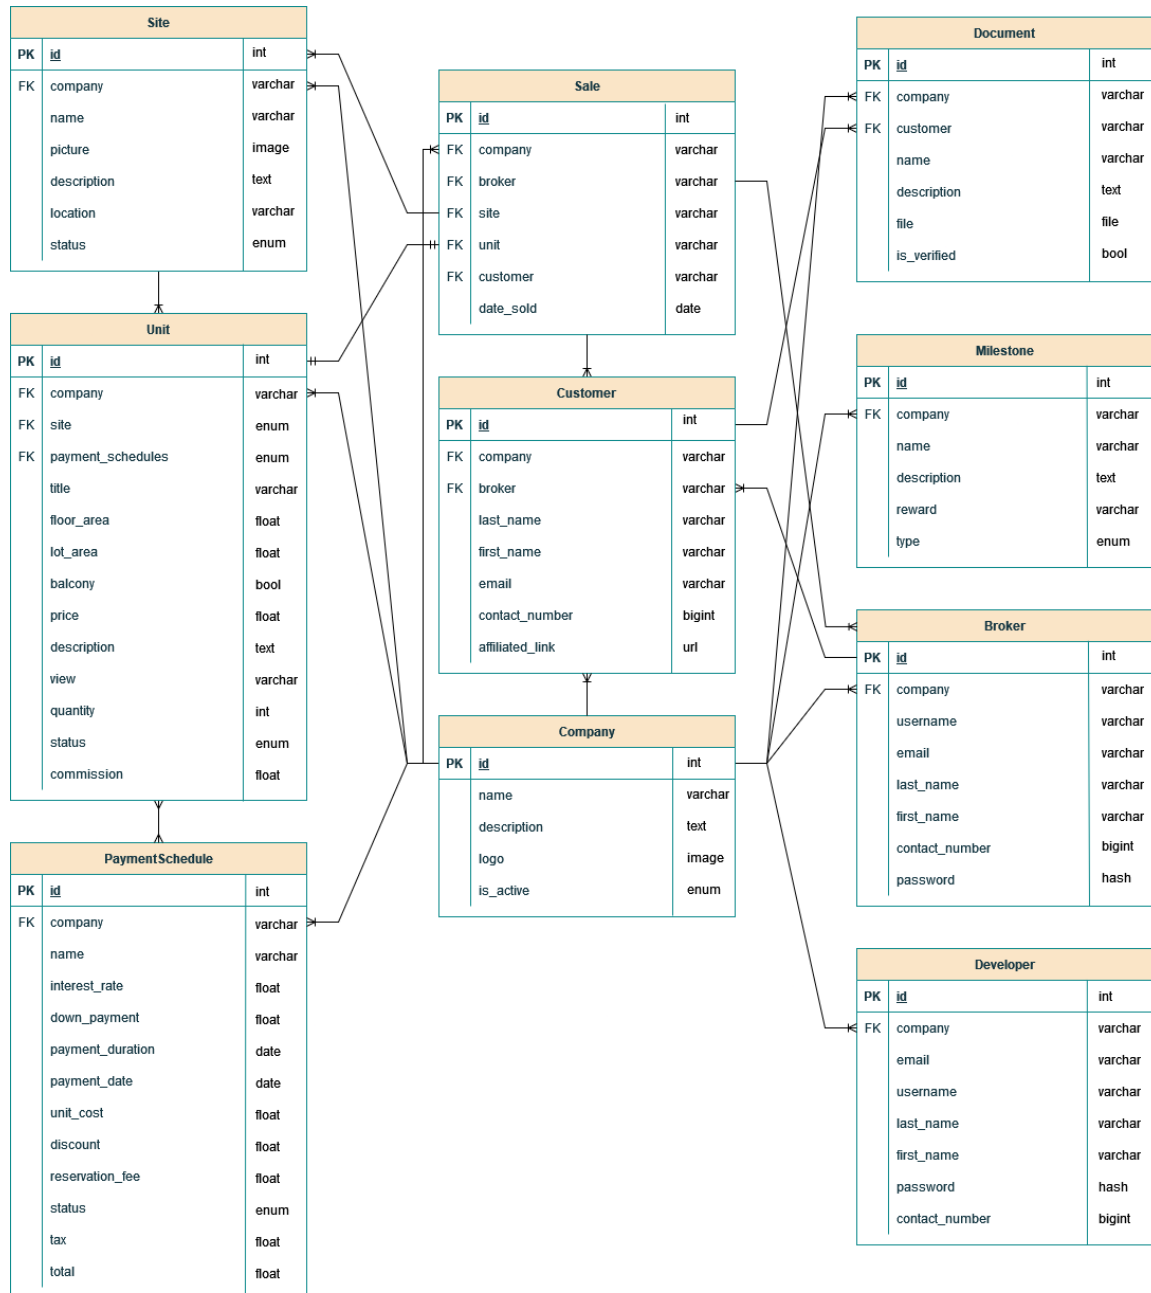 Site
PK id int
FK company varchar
name varchar
picture image
description text
location varchar
status enum
Unit
PK id int
FK company varchar
FK site enum
FK payment_schedules enum
title varchar
floor_area float
lot_area float
balcony bool
price float
description text
view varchar
quantity int
status enum
commission float
PaymentSchedule
PK id int
FK company varchar
name varchar
interest_rate float
down_payment float
payment_duration date
payment_date date
unit_cost float
discount float
reservation_fee float
status enum
tax float
total float
Sale
PK id int
FK company varchar
FK broker varchar
FK site varchar
FK unit varchar
FK customer varchar
date_sold date
Customer
PK id int
FK company varchar
FK broker varchar
last_name varchar
first_name varchar
email varchar
contact_number bigint
affiliated_link url
Company
PK id int
name varchar
description text
logo image
is_active enum
Document
PK id int
FK company varchar
FK customer varchar
name varchar
description text
file file
is_verified bool
Milestone
PK id int
FK company varchar
name varchar
description text
reward varchar
type enum
Broker
PK id int
FK company varchar
username varchar
email varchar
last_name varchar
first_name varchar
contact_number bigint
password hash
Developer
PK id int
FK company varchar
email varchar
username varchar
last_name varchar
first_name varchar
password hash
contact_number bigint